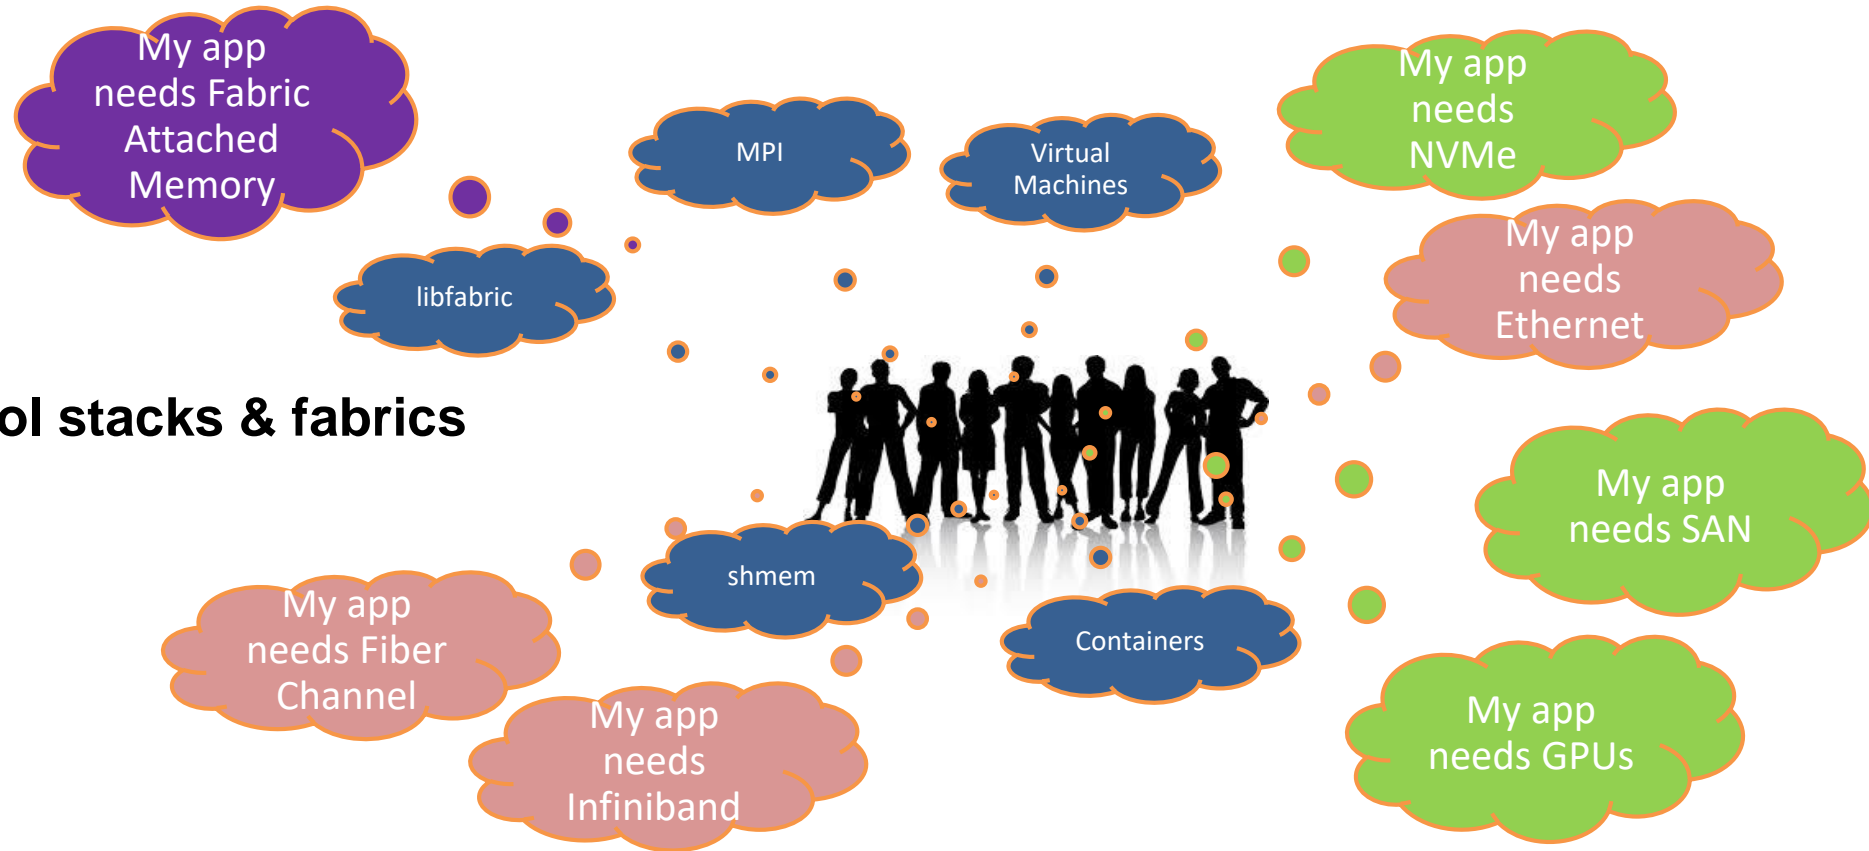 My app
needs Fabric
Attached
Memory
MPI
Virtual
Machines
My app
needs
NVMe
My app
needs
Ethernet
libfabric
ol stacks & fabrics
My app
needs SAN
shmem
My app
needs Fiber
Channel
Containers
My app
needs
Infiniband
My app
needs GPUs